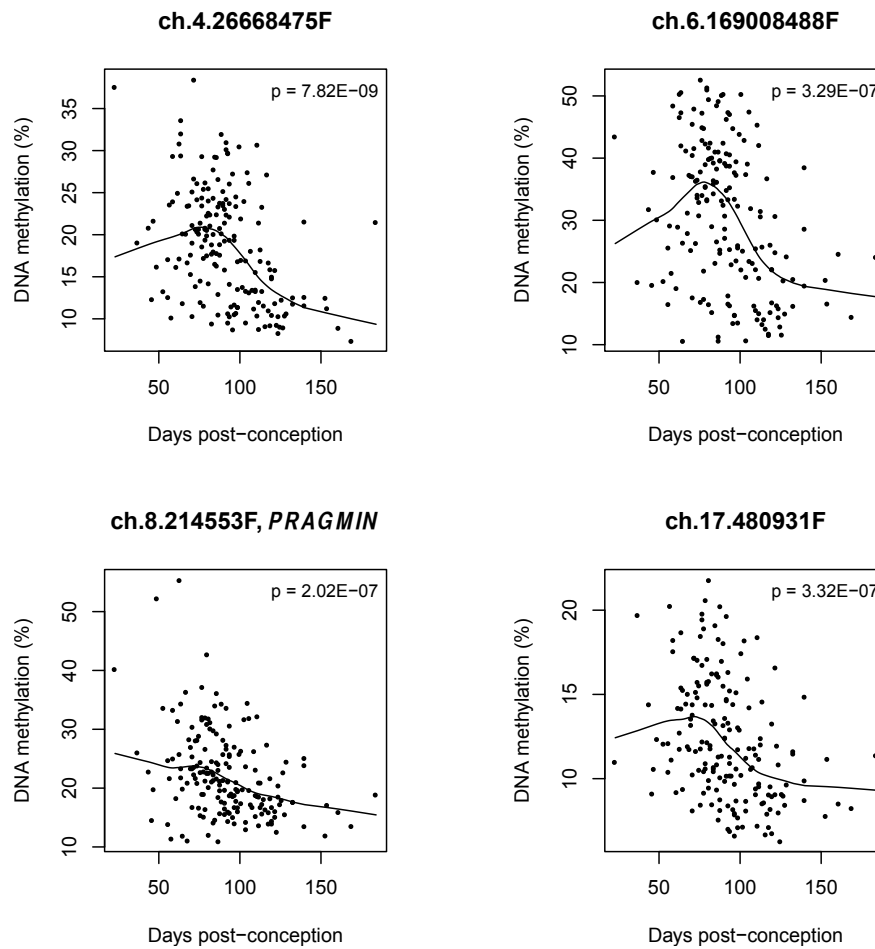 ch.4.26668475F
p = 7.82E−09
DNA methylation (%)
35
30
25
20
15
10
50
100
150
Days post−conception
ch.6.169008488F
p = 3.29E−07
DNA methylation (%)
50
40
30
20
10
50
100
150
Days post−conception
ch.8.214553F, PRAGMIN
p = 2.02E−07
DNA methylation (%)
50
40
30
20
10
50
100
150
Days post−conception
ch.17.480931F
p = 3.32E−07
DNA methylation (%)
20
15
10
50
100
150
Days post−conception